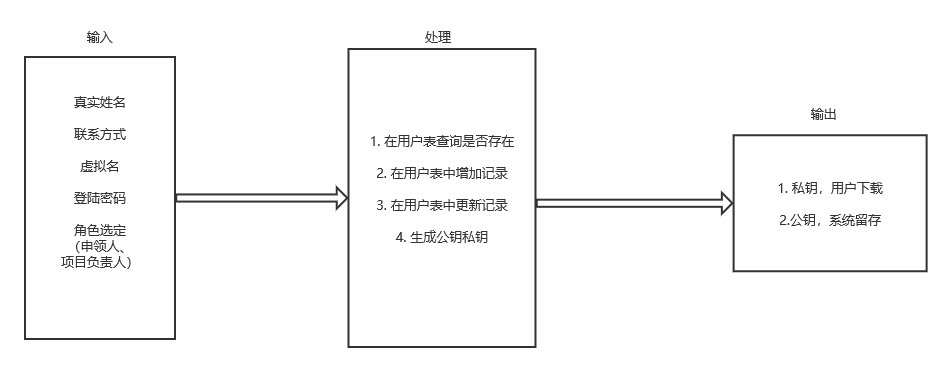 输入
真实姓名
联系方式
虚拟名
登陆密码
角色选定
（申领人、
项目负责人）
处理
1. 在用户表查询是否存在
2. 在用户表中增加记录
3. 在用户表中更新记录
4. 生成公钥私钥
输出
1. 私钥，用户下载
2.公钥，系统留存